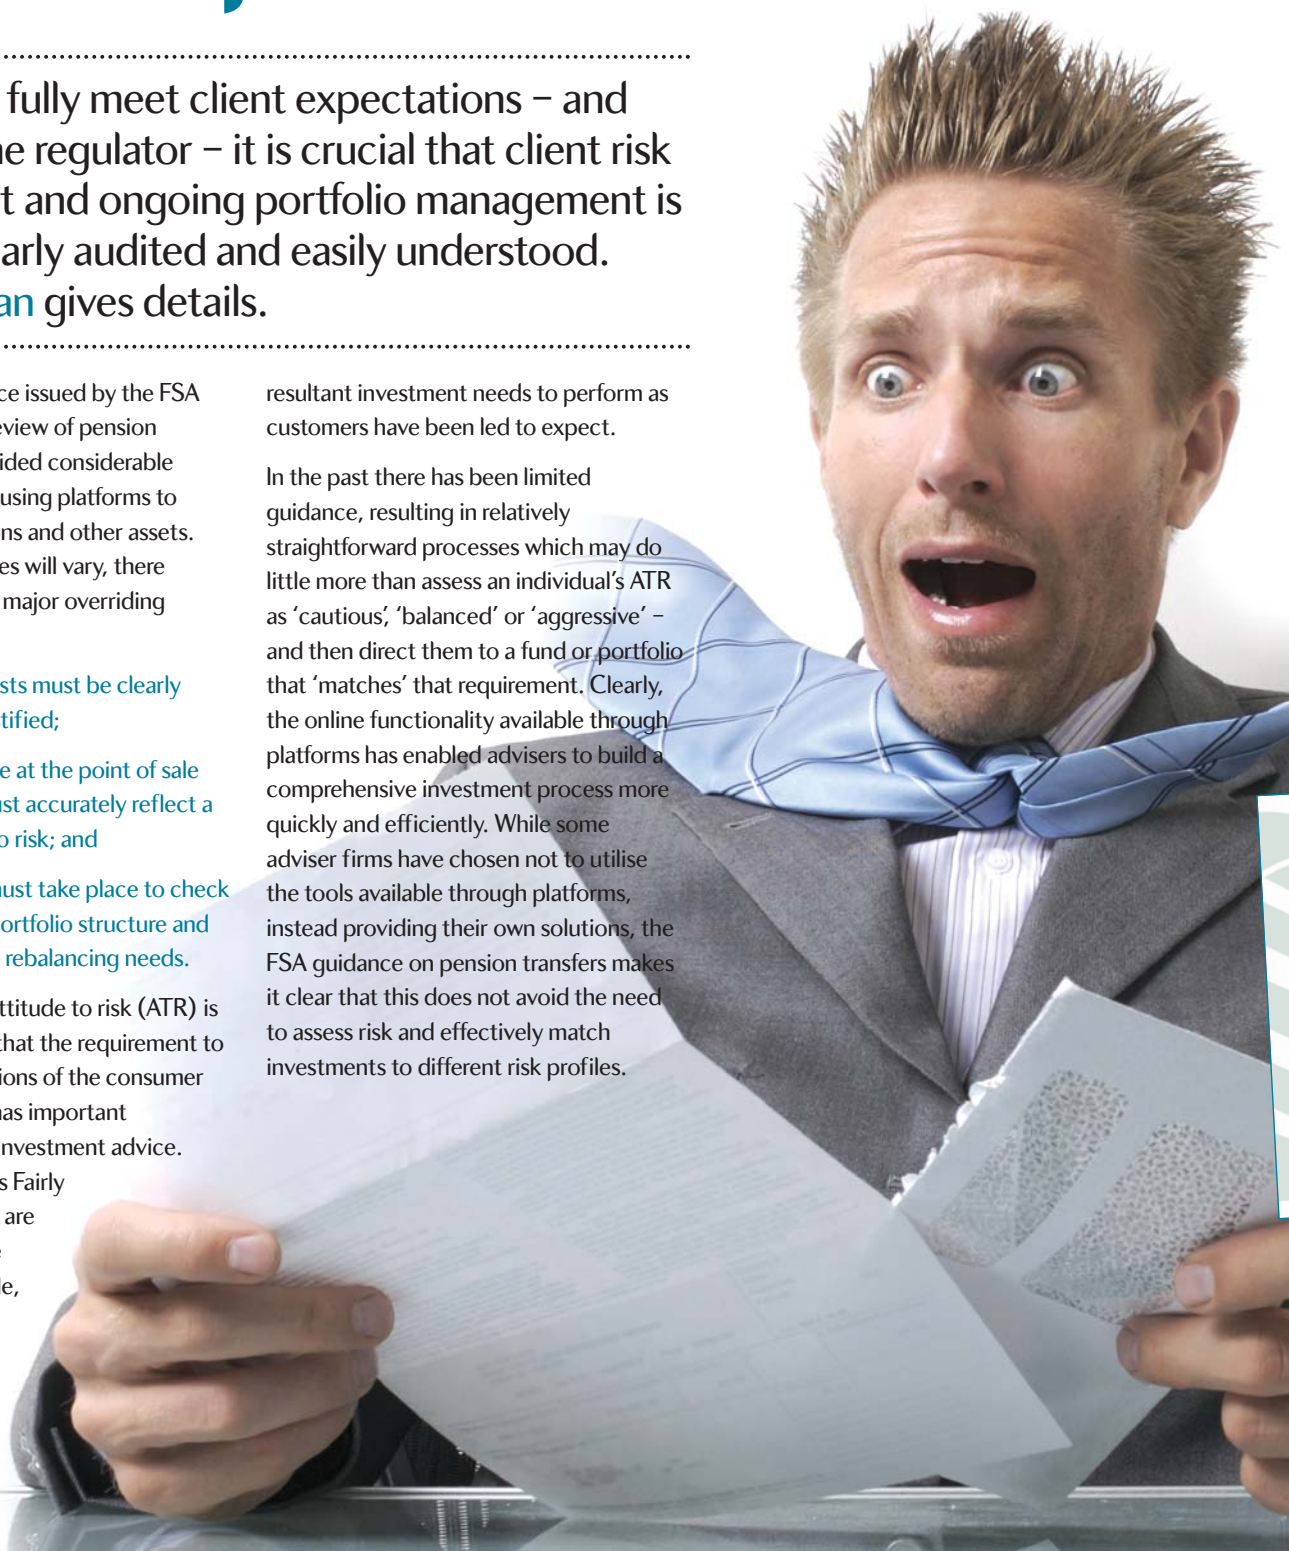 fully meet client expectations – and
he regulator – it is crucial that client risk
t and ongoing portfolio management is
arly audited and easily understood.
an gives details.
ce issued by the FSA
eview of pension
ided considerable
using platforms to
ns and other assets.
es will vary, there
major overriding
sts must be clearly
tified;
e at the point of sale
ust accurately reflect a
o risk; and
must take place to check
ortfolio structure and
rebalancing needs.
ttitude to risk (ATR) is
that the requirement to
ions of the consumer
has important
nvestment advice.
s Fairly
are
le,
resultant investment needs to perform as
customers have been led to expect.
In the past there has been limited
guidance, resulting in relatively
straightforward processes which may do
little more than assess an individual’s ATR
as ‘cautious’, ‘balanced’ or ‘aggressive’ –
and then direct them to a fund or portfolio
that ‘matches’ that requirement. Clearly,
the online functionality available through
platforms has enabled advisers to build a
comprehensive investment process more
quickly and efficiently. While some
adviser firms have chosen not to utilise
the tools available through platforms,
instead providing their own solutions, the
FSA guidance on pension transfers makes
it clear that this does not avoid the need
to assess risk and effectively match
investments to different risk profiles.